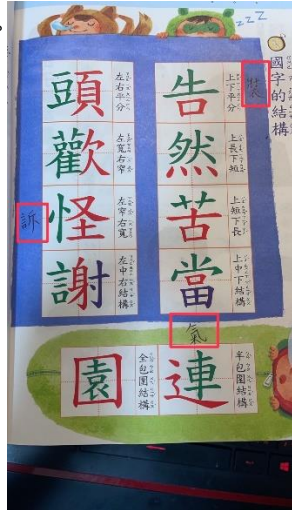 zzZ
國字的結構
裝
告 上下平分
然 上長下短
苦 上短下長
當 上中下結構
頭 左右平分
歡 左寬右窄
怪 左窄右寬
謝 左中右結構
訴
氣
連 半包圍結構
園 全包圍結構